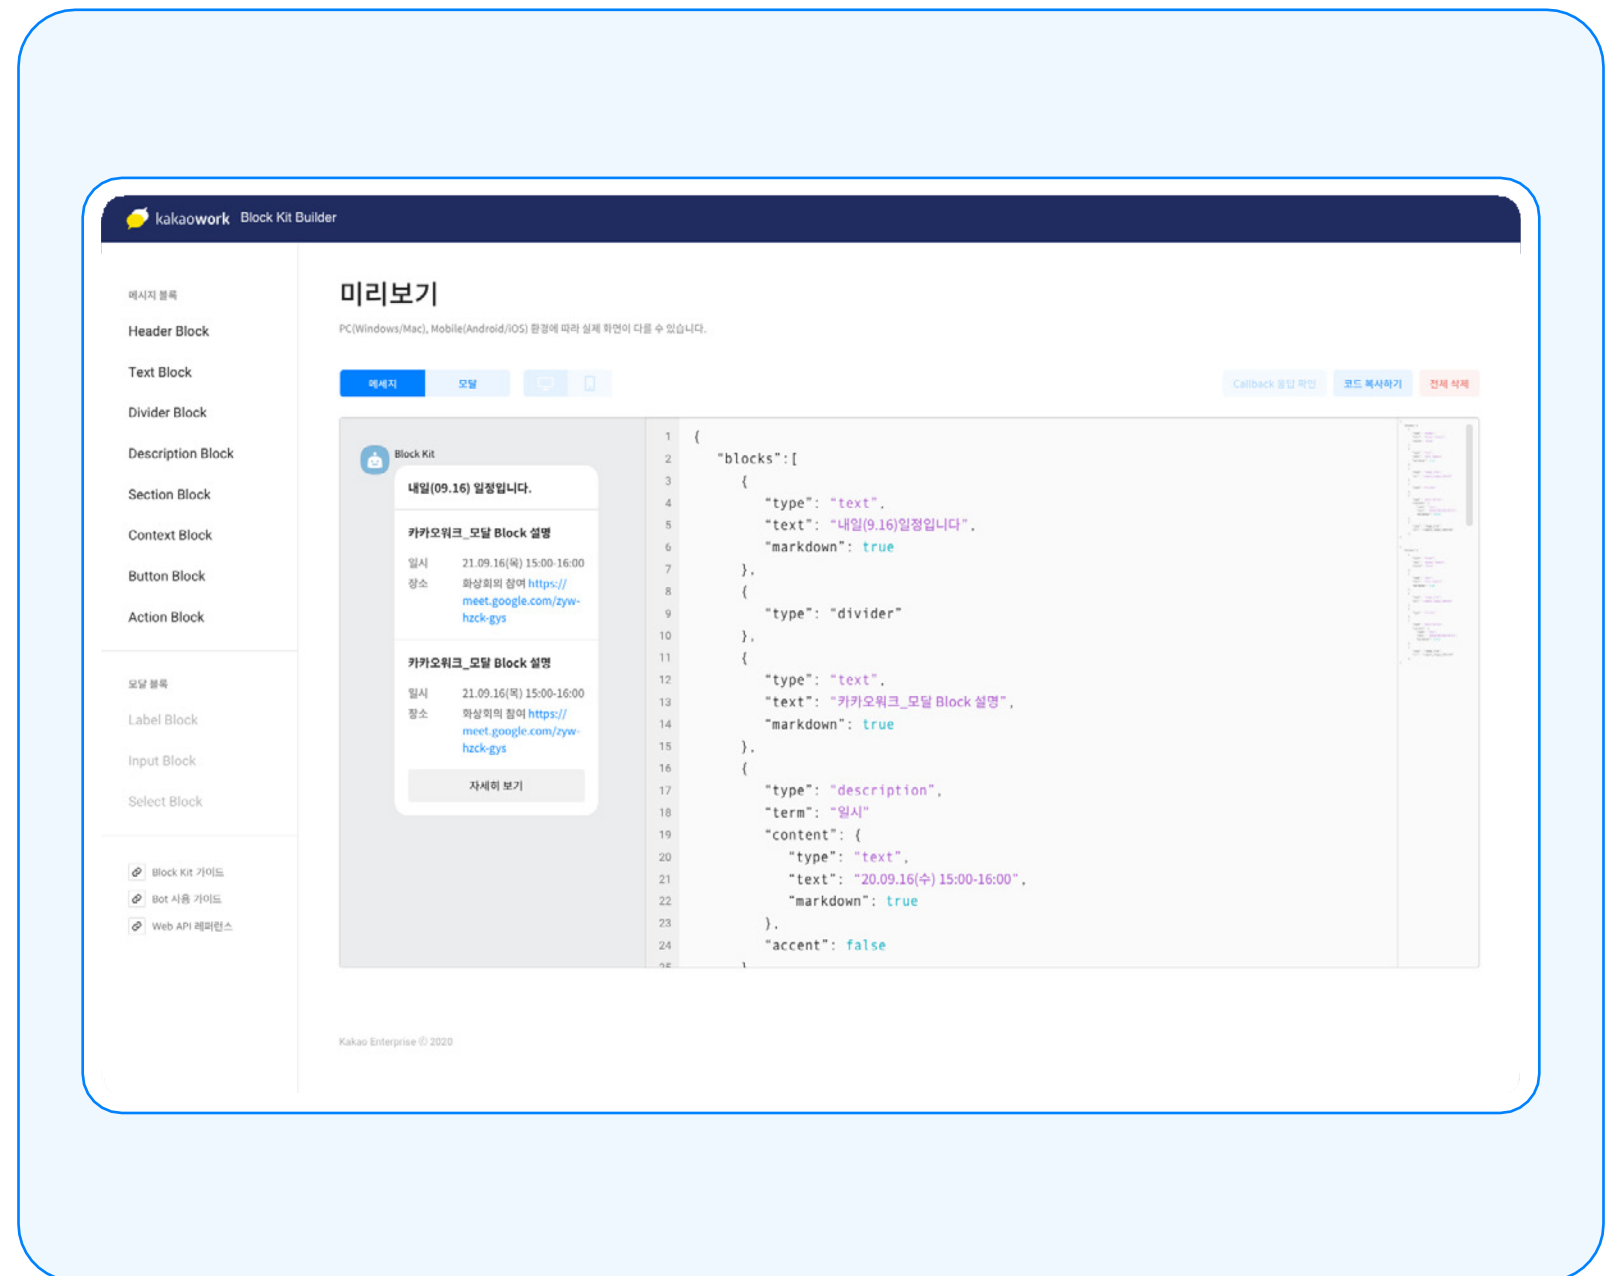 kakaowork Block Kit Builder
메시지 블록
Header Block
Text Block
Divider Block
Description Block
Section Block
Context Block
Button Block
Action Block
모달 블록
Label Block
Input Block
Select Block
Block Kit 가이드
Bot 사용 가이드
Web API 레퍼런스
미리보기
PC(Windows/Mac), Mobile(Android/iOS) 환경에 따라 실제 화면이 다를 수 있습니다.
메세지 모달
Callback 응답 확인 코드 복사하기 전체 삭제
Block Kit
내일(09.16) 일정입니다.
카카오워크_모달 Block 설명
일시 21.09.16(목) 15:00-16:00
장소 화상회의 참여 https://
meet.google.com/zyw-
hzck-gys
카카오워크_모달 Block 설명
일시 21.09.16(목) 15:00-16:00
장소 화상회의 참여 https://
meet.google.com/zyw-
hzck-gys
자세히 보기
1 {
2 “blocks”:[
3 {
4 “type”: “text”,
5 “text”: “내일(9.16)일정입니다”,
6 “markdown”: true
7 },
8 {
9 “type”: “divider”
10 },
11 {
12 “type”: “text”,
13 “text”: “카카오워크_모달 Block 설명”,
14 “markdown”: true
15 },
16 {
17 “type”: “description”,
18 “term”: “일시”
19 “content”: {
20 “type”: “text”,
21 “text”: “20.09.16(수) 15:00-16:00”,
22 “markdown”: true
23 },
24 “accent”: false
Kakao Enterprise ⓒ 2020